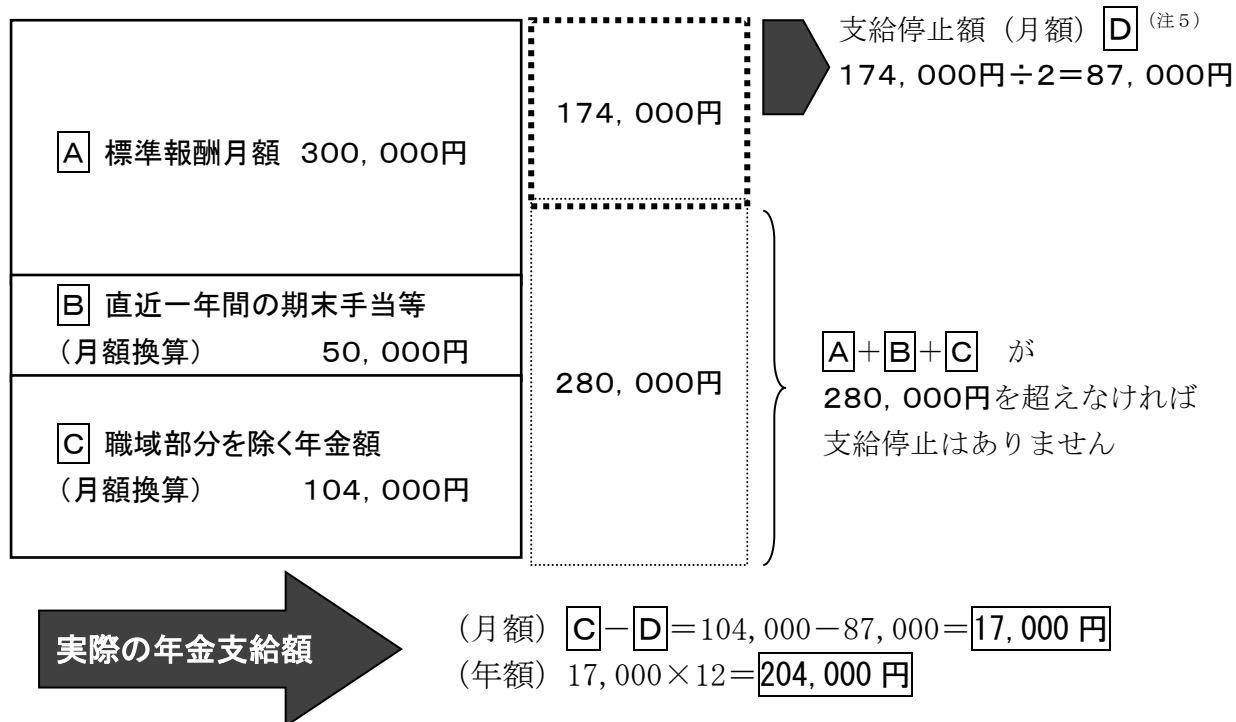 A 標準報酬月額 300,000円
B 直近一年間の期末手当等
(月額換算) 50,000円
C 職域部分を除く年金額
(月額換算) 104,000円
174,000円
280,000円
支給停止額(月額) D (注5)
174,000円÷2=87,000円
A+B+C が
280,000円を超えなければ
支給停止はありません
実際の年金支給額
(月額) C-D=104,000-87,000=17,000 円
(年額) 17,000×12=204,000 円